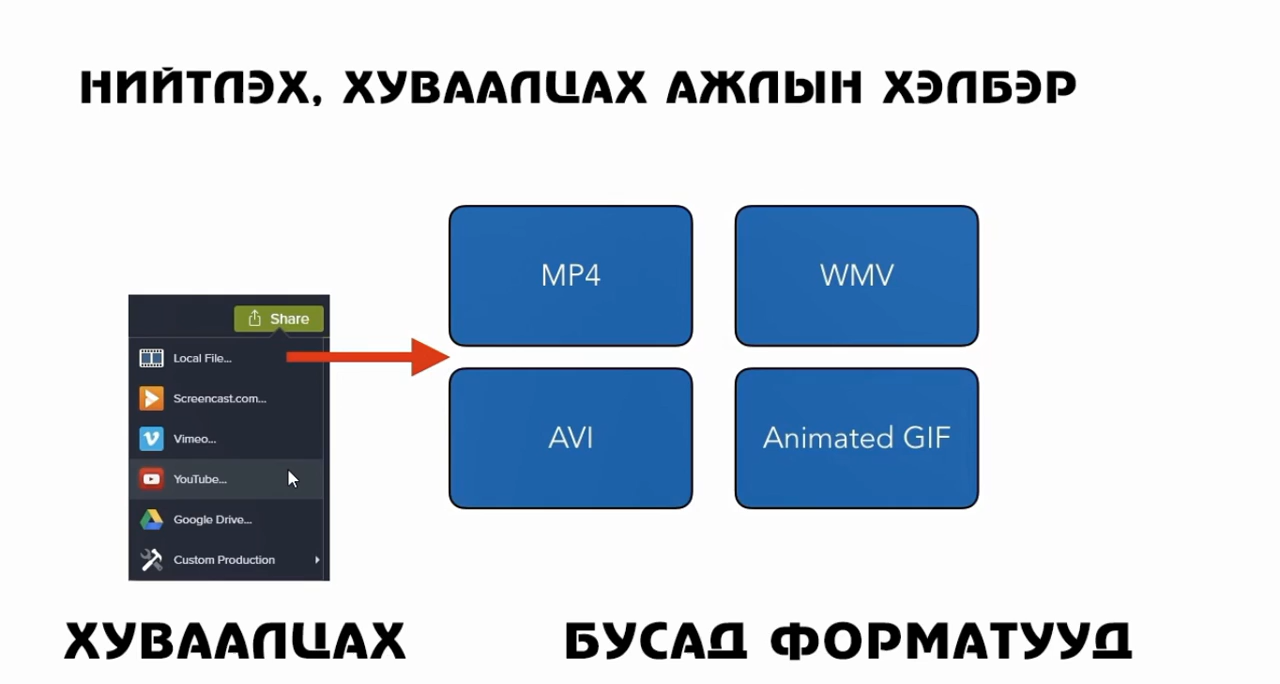 НИЙТЛЭХ, ХУВААЛЦАХ АЖЛЫН ХЭЛБЭР
Share
Local File...
Screencast.com...
Vimeo...
YouTube...
Google Drive...
Custom Production
MP4
WMV
AVI
Animated GIF
ХУВААЛЦАХ
БУСАД ФОРМАТУУД